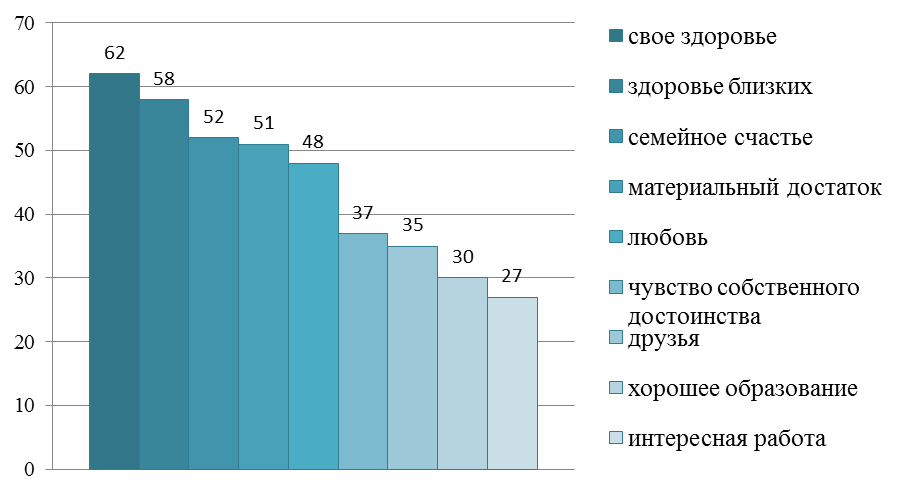 70
60
50
40
30
20
10
0
62
58
52
51
48
37
35
30
27
свое здоровье
здоровье близких
семейное счастье
материальный достаток
любовь
чувство собственного
достоинства
друзья
хорошее образование
интересная работа